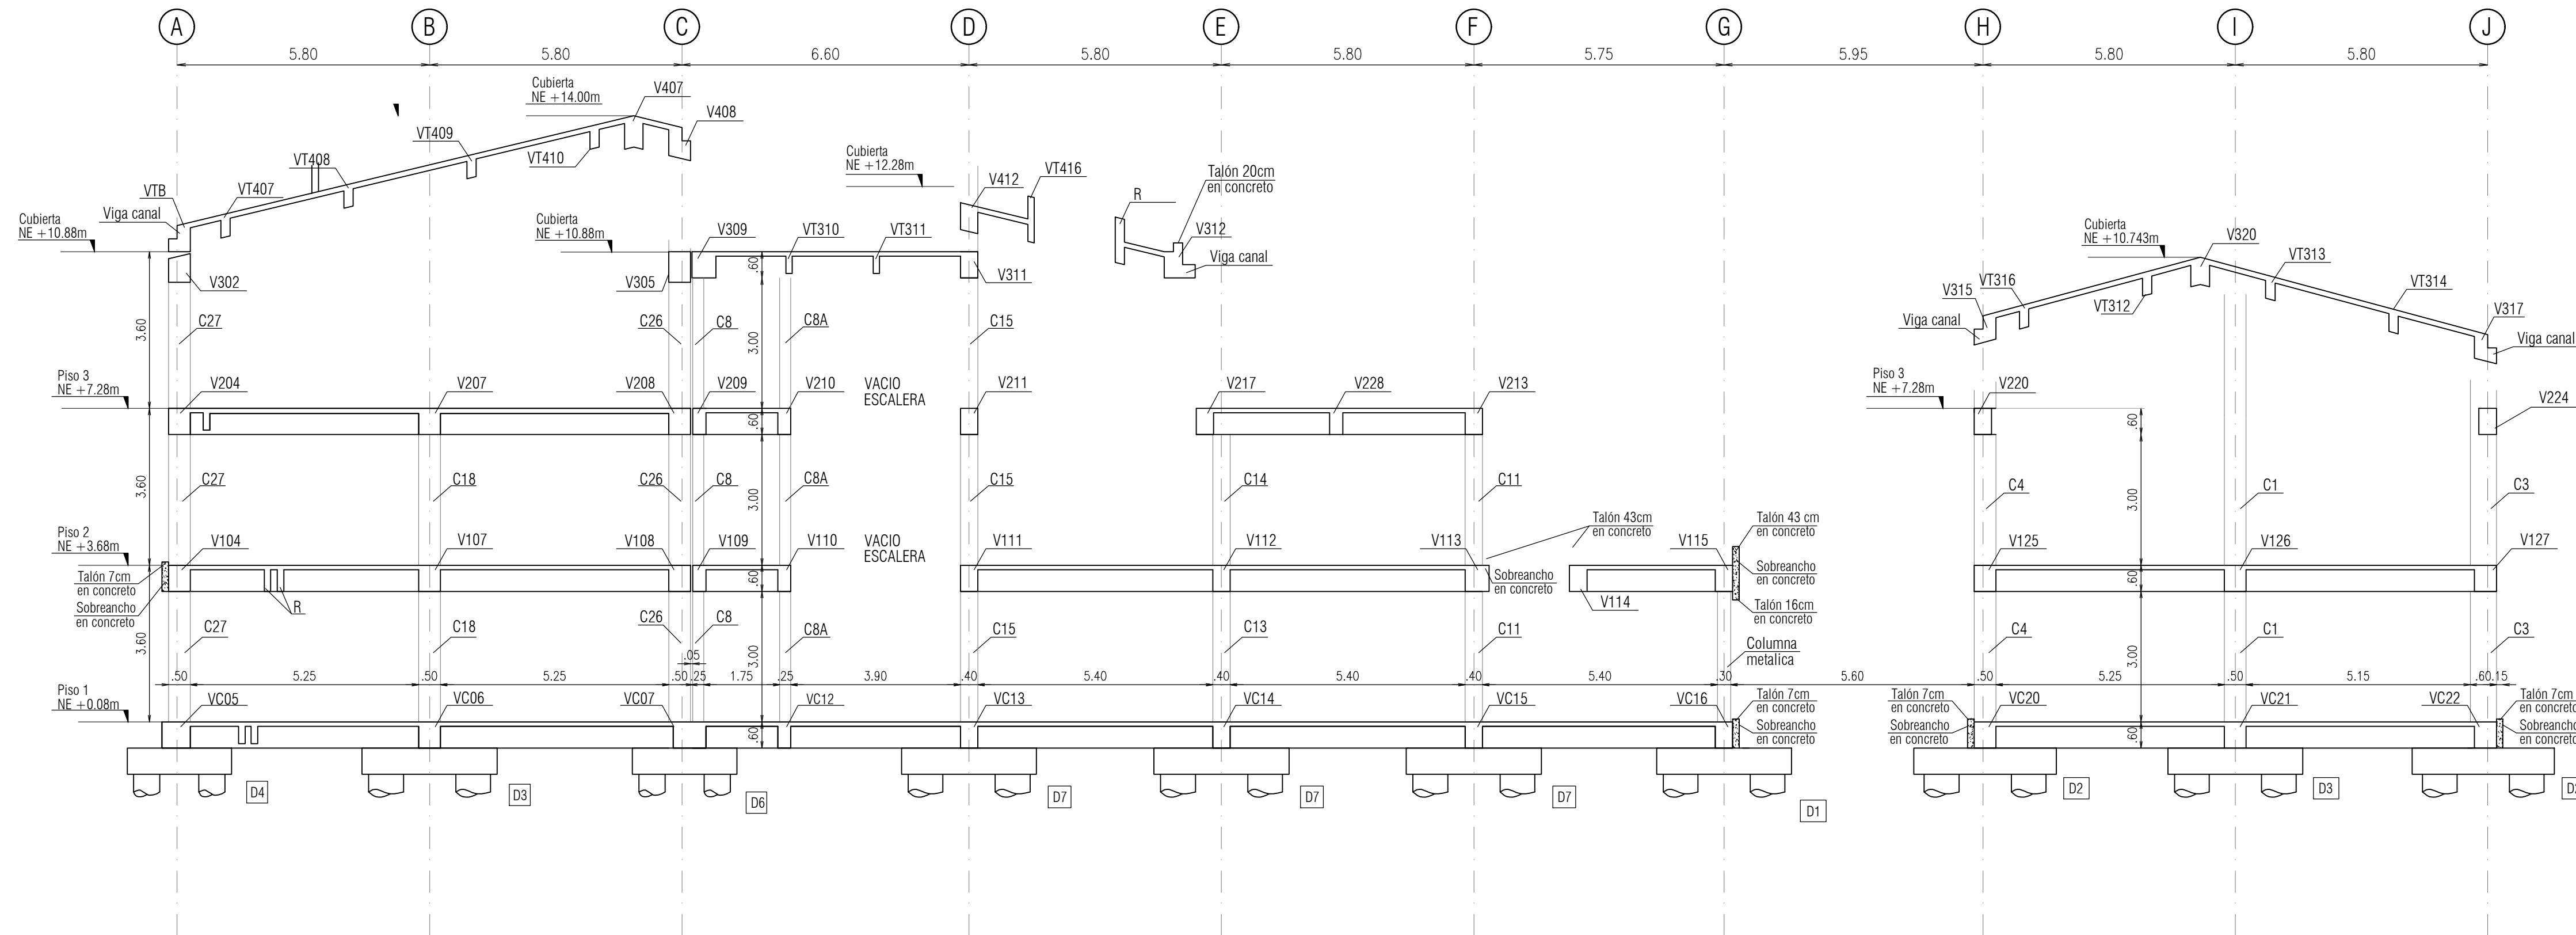 A
B
C
D
E
F
G
H
I
J
5.80
5.80
6.60
5.80
5.80
5.75
5.95
5.80
5.80
Cubierta
NE +14.00m
V407
V408
VT409
VT410
VT408
VTB
VT407
Viga canal
Cubierta
NE +10.88m
Cubierta
NE +10.88m
V309
VT310
VT311
.60
V302
V305
V311
Cubierta
NE +12.28m
V412
VT416
R
Talón 20cm
en concreto
V312
Viga canal
Cubierta
NE +10.743m
V320
VT313
V315
VT316
VT312
VT314
V317
Viga canal
Viga canal
3.60
C27
C26
C8
3.00
C8A
C15
Piso 3
NE +7.28m
V204
V207
V208
V209
V210
VACIO
ESCALERA
V211
V217
V228
V213
Piso 3
NE +7.28m
V220
V224
.60
.60
3.60
C27
C18
C26
C8
3.00
C8A
C15
C14
C11
C4
3.00
C1
C3
Piso 2
NE +3.68m
V104
V107
V108
V109
V110
VACIO
ESCALERA
V111
V112
V113
Talón 43cm
en concreto
V115
Talón 43 cm
en concreto
V125
V126
V127
Talón 7cm
en concreto
Sobreancho
en concreto
R
.60
Sobreancho
en concreto
V114
Sobreancho
en concreto
Talón 16cm
en concreto
.60
3.60
C27
C18
C26
C8
3.00
C8A
C15
C13
C11
Columna
metalica
C4
3.00
C1
C3
.05
.50
5.25
.50
5.25
.50
.25
1.75
.25
3.90
.40
5.40
.40
5.40
.40
5.40
.30
5.60
.50
5.25
.50
5.15
.60
.15
Piso 1
NE +0.08m
VC05
VC06
VC07
VC12
VC13
VC14
VC15
VC16
Talón 7cm
en concreto
Sobreancho
en concreto
Talón 7cm
en concreto
Sobreancho
en concreto
VC20
VC21
VC22
Talón 7cm
en concreto
Sobreancho
en concreto
.60
.60
D4
D3
D6
D7
D7
D7
D1
D2
D3